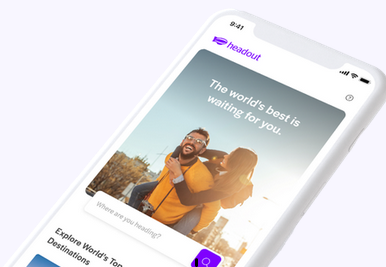 9:41
headout
The world's best is
waiting for you.
Where are you heading?
Explore World's Top
Destinations